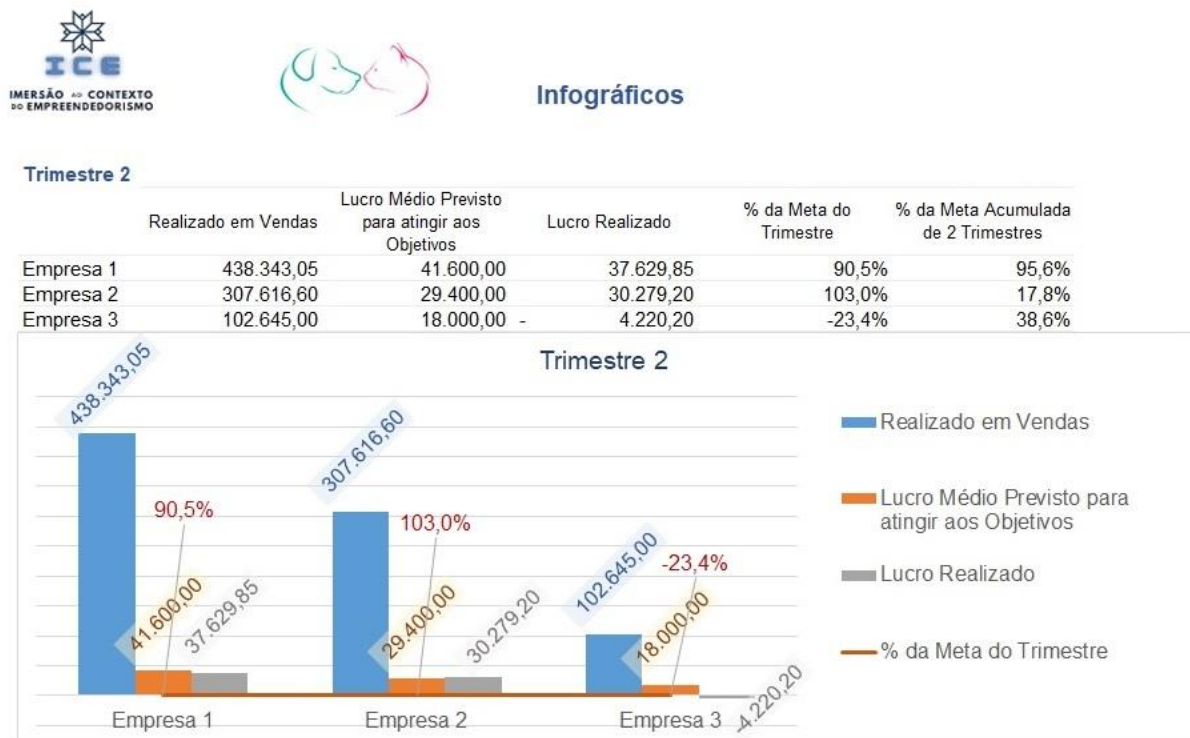 ICE
IMERSÃO AO CONTEXTO
DO EMPREENDEDORISMO
Infográficos
Trimestre 2
Realizado em Vendas
Lucro Médio Previsto
para atingir aos
Objetivos
Lucro Realizado
% da Meta do
Trimestre
% da Meta Acumulada
de 2 Trimestres
Empresa 1 438.343,05 41.600,00 37.629,85 90,5% 95,6%
Empresa 2 307.616,60 29.400,00 30.279,20 103,0% 17,8%
Empresa 3 102.645,00 18.000,00 - 4.220,20 -23,4% 38,6%
Trimestre 2
438.343,05
90,5%
41.600,00
37.629,85
307.616,60
103,0%
29.400,00
30.279,20
102.645,00
-23,4%
18.000,00
-4.220,20
Empresa 1
Empresa 2
Empresa 3
Realizado em Vendas
Lucro Médio Previsto para
atingir aos Objetivos
Lucro Realizado
% da Meta do Trimestre